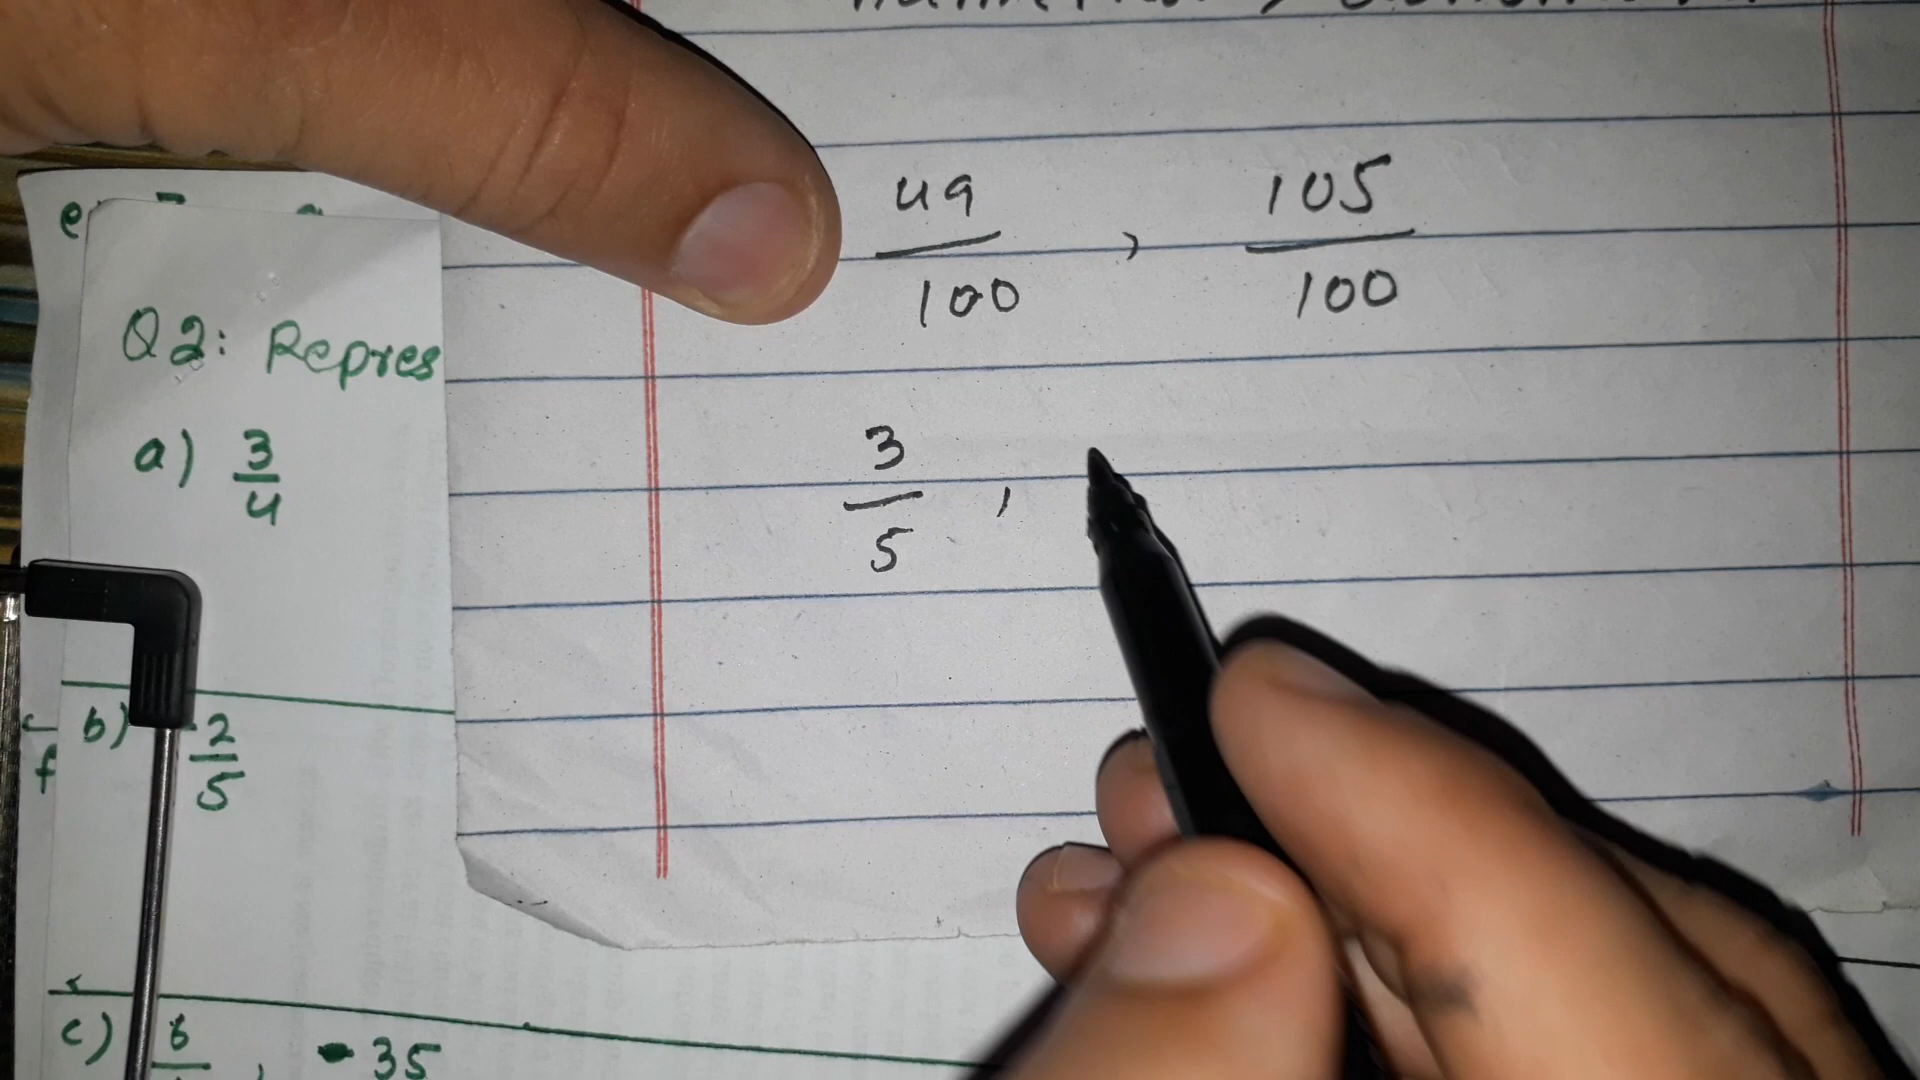 49/100 , 105/100
3/5 ,
Q2: Repres
a) 3/4
b) -2/5
c) 6 , -35